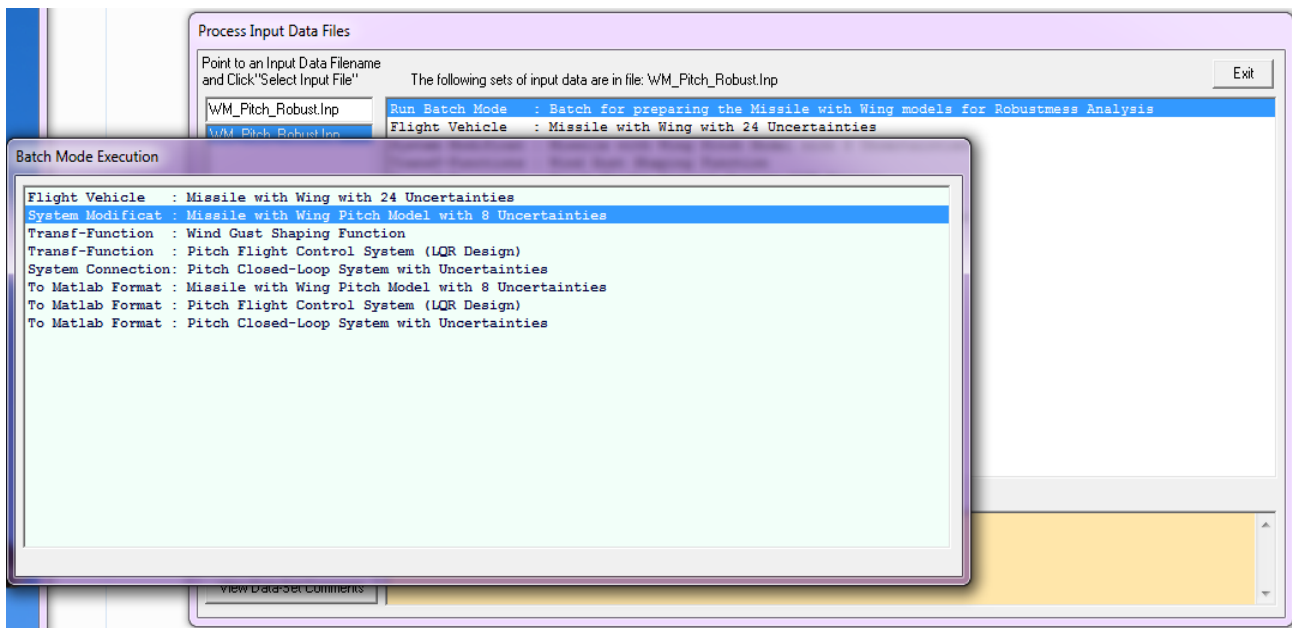 Process Input Data Files
Point to an Input Data Filename
and Click"Select Input File"
The following sets of input data are in file: WM_Pitch_Robust.Inp
Exit
WM_Pitch_Robust.Inp
Run Batch Mode : Batch for preparing the Missile with Wing models for Robustmess Analysis
WM_Pitch_Robust.Inp
Flight Vehicle : Missile with Wing with 24 Uncertainties
Batch Mode Execution
Flight Vehicle : Missile with Wing with 24 Uncertainties
System Modificat : Missile with Wing Pitch Model with 8 Uncertainties
Transf-Function : Wind Gust Shaping Function
Transf-Function : Pitch Flight Control System (LQR Design)
System Connection: Pitch Closed-Loop System with Uncertainties
To Matlab Format : Missile with Wing Pitch Model with 8 Uncertainties
To Matlab Format : Pitch Flight Control System (LQR Design)
To Matlab Format : Pitch Closed-Loop System with Uncertainties
View Data-Set Comments